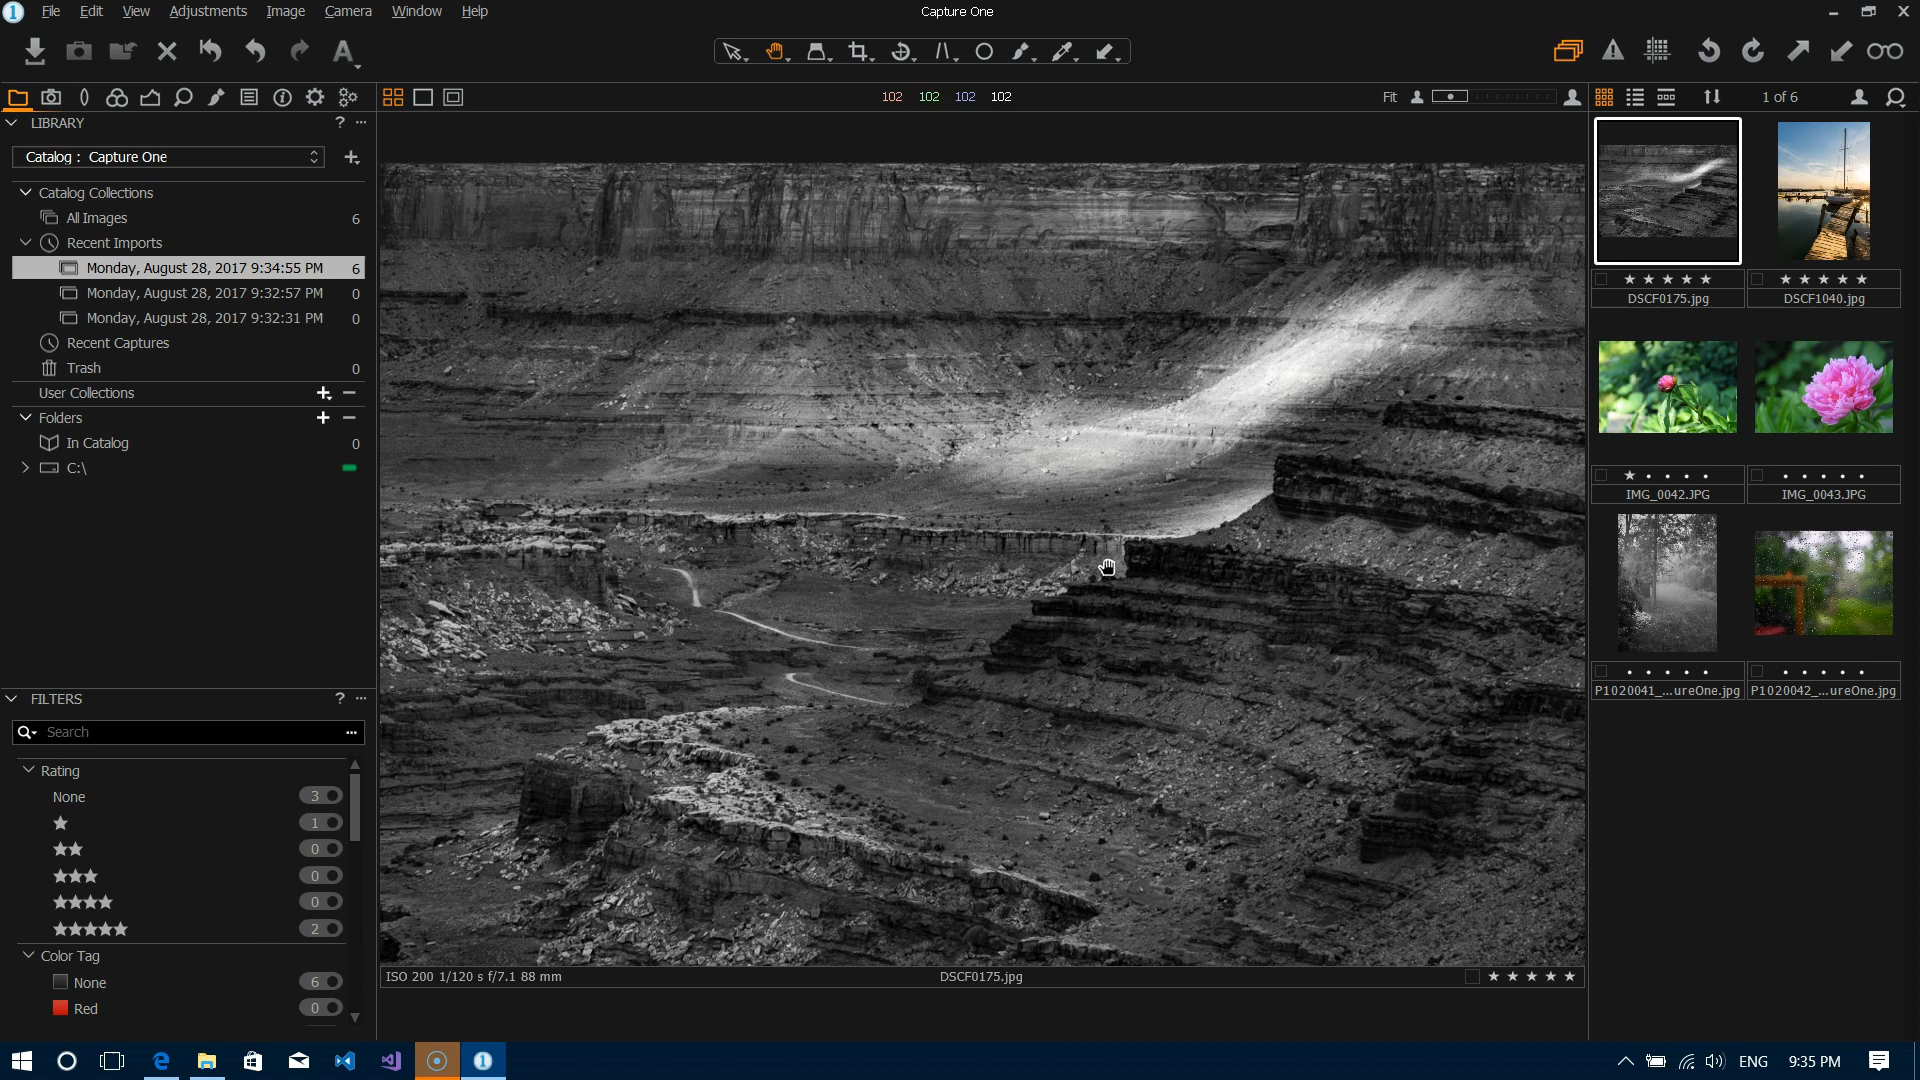 1 File Edit View Adjustments Image Camera Window Help
Capture One
A
102 102 102 102
Fit
1 of 6
LIBRARY ? ...
Catalog : Capture One
Catalog Collections
All Images 6
Recent Imports
Monday, August 28, 2017 9:34:55 PM 6
Monday, August 28, 2017 9:32:57 PM 0
Monday, August 28, 2017 9:32:31 PM 0
Recent Captures
Trash 0
User Collections
Folders
In Catalog 0
C:\
FILTERS ? ...
Search ...
Rating
None 3
★ 1
★★ 0
★★★ 0
★★★★ 0
★★★★★ 2
Color Tag
None 6
Red 0
ISO 200 1/120 s f/7.1 88 mm
DSCF0175.jpg
★ ★ ★ ★ ★
★ ★ ★ ★ ★
DSCF0175.jpg
★ ★ ★ ★ ★
DSCF1040.jpg
★ • • • •
IMG_0042.JPG
• • • • •
IMG_0043.JPG
• • • • •
P1020041_...ureOne.jpg
• • • • •
P1020042_...ureOne.jpg
1
ENG
9:35 PM